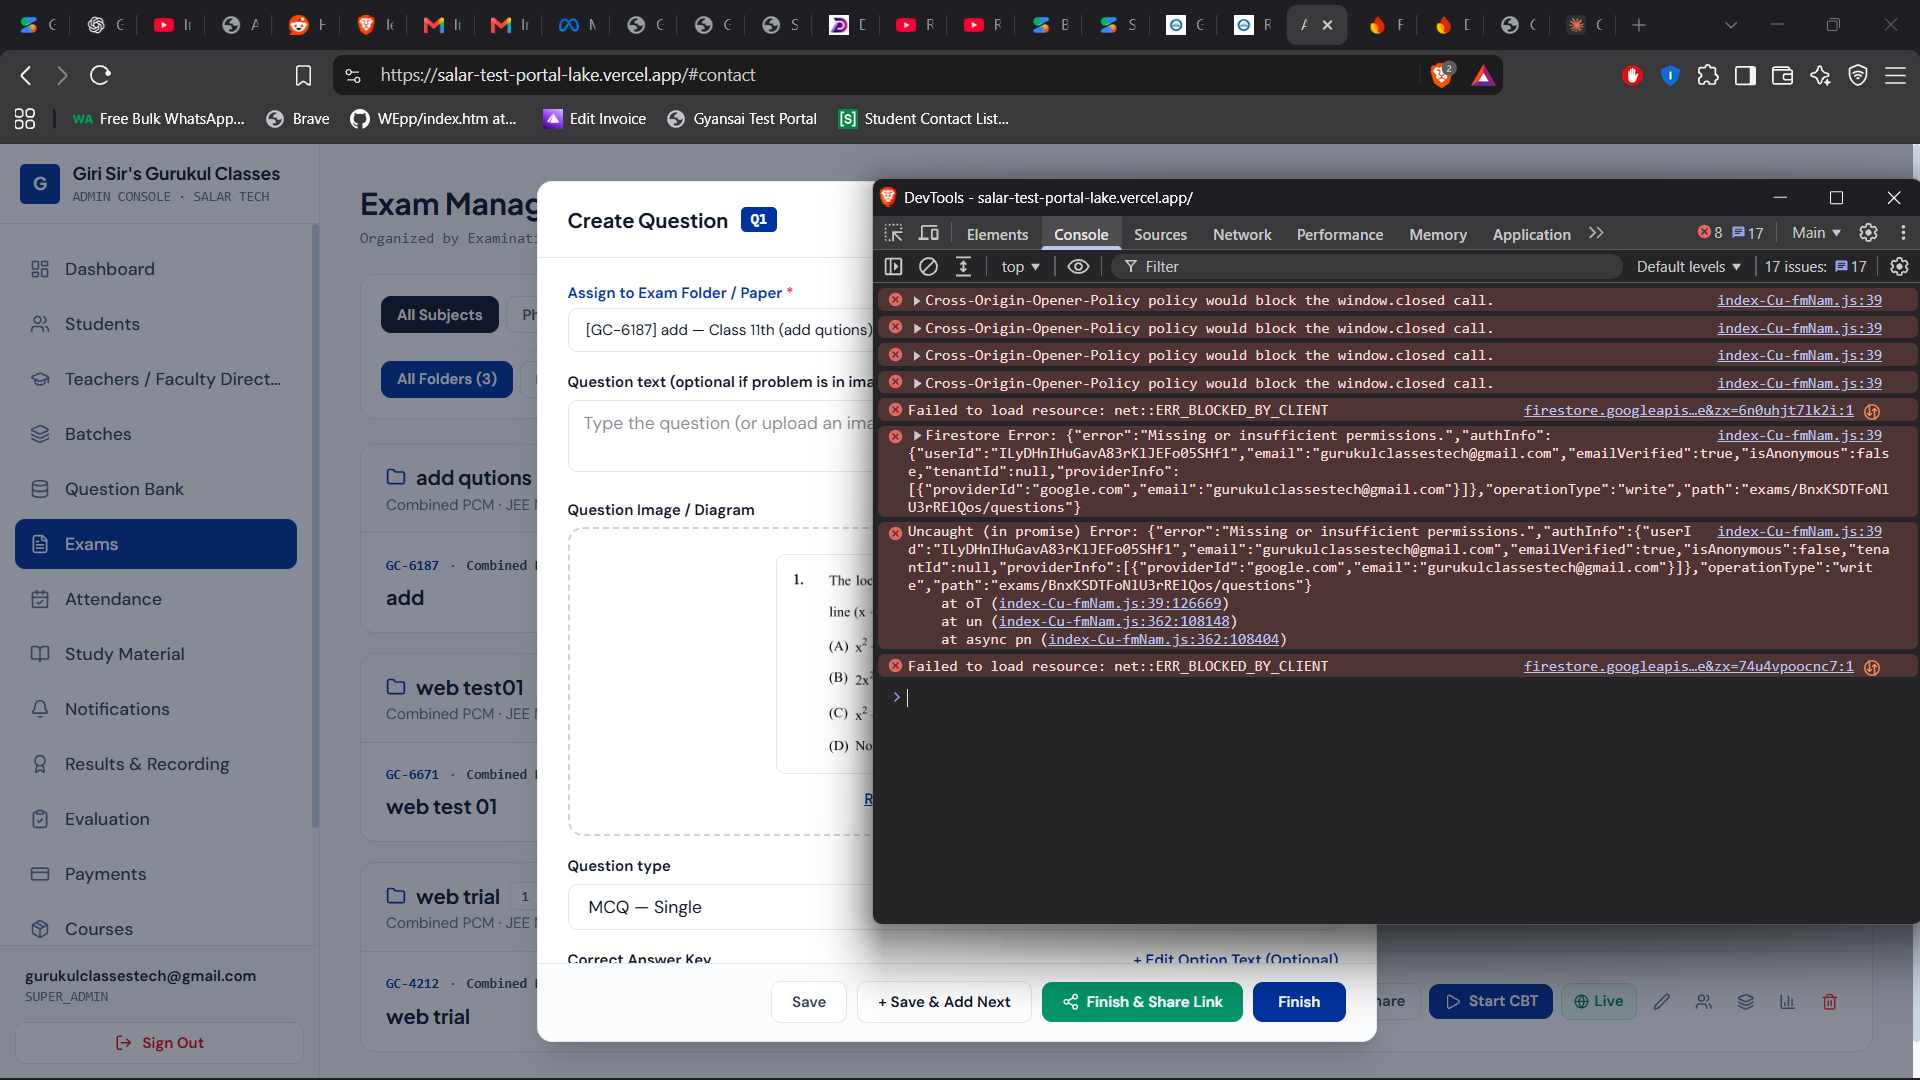 https://salar-test-portal-lake.vercel.app/#contact
2
WA Free Bulk WhatsApp...
Brave
WEpp/index.htm at...
Edit Invoice
Gyansai Test Portal
[S] Student Contact List...
G
Giri Sir's Gurukul Classes
ADMIN CONSOLE · SALAR TECH
Dashboard
Students
Teachers / Faculty Direct...
Batches
Question Bank
Exams
Attendance
Study Material
Notifications
Results & Recording
Evaluation
Payments
Courses
gurukulclassestech@gmail.com
SUPER_ADMIN
Sign Out
Exam Manag
Organized by Examinati
All Subjects
Ph
All Folders (3)
add qutions
Combined PCM · JEE
GC-6187 · Combined
add
web test01
Combined PCM · JEE
GC-6671 · Combined
web test 01
web trial 1
Combined PCM · JEE
GC-4212 · Combined
web trial
Create Question Q1
Assign to Exam Folder / Paper *
[GC-6187] add — Class 11th (add qutions)
Question text (optional if problem is in ima
Type the question (or upload an ima
Question Image / Diagram
1. The loc
line (x
(A) x²
(B) 2x²
(C) x²
(D) No
R
Question type
MCQ — Single
Correct Answer Key
+ Edit Option Text (Optional)
Save
+ Save & Add Next
Finish & Share Link
Finish
hare
Start CBT
Live
DevTools - salar-test-portal-lake.vercel.app/
Elements
Console
Sources
Network
Performance
Memory
Application
8
17
Main
top
Filter
Default levels
17 issues: 17
Cross-Origin-Opener-Policy policy would block the window.closed call. index-Cu-fmNam.js:39
Cross-Origin-Opener-Policy policy would block the window.closed call. index-Cu-fmNam.js:39
Cross-Origin-Opener-Policy policy would block the window.closed call. index-Cu-fmNam.js:39
Cross-Origin-Opener-Policy policy would block the window.closed call. index-Cu-fmNam.js:39
Failed to load resource: net::ERR_BLOCKED_BY_CLIENT firestore.googleapis…e&zx=6n0uhjt7lk2i:1
Firestore Error: {"error":"Missing or insufficient permissions.","authInfo": index-Cu-fmNam.js:39
{"userId":"ILyDHnIHuGavA83rKlJEFo05SHf1","email":"gurukulclassestech@gmail.com","emailVerified":true,"isAnonymous":fals
e,"tenantId":null,"providerInfo":
[{"providerId":"google.com","email":"gurukulclassestech@gmail.com"}]},"operationType":"write","path":"exams/BnxKSDTFoNl
U3rRElQos/questions"}
Uncaught (in promise) Error: {"error":"Missing or insufficient permissions.","authInfo":{"userI index-Cu-fmNam.js:39
d":"ILyDHnIHuGavA83rKlJEFo05SHf1","email":"gurukulclassestech@gmail.com","emailVerified":true,"isAnonymous":false,"tena
ntId":null,"providerInfo":[{"providerId":"google.com","email":"gurukulclassestech@gmail.com"}]},"operationType":"writ
e","path":"exams/BnxKSDTFoNlU3rRElQos/questions"}
at oT (index-Cu-fmNam.js:39:126669)
at un (index-Cu-fmNam.js:362:108148)
at async pn (index-Cu-fmNam.js:362:108404)
Failed to load resource: net::ERR_BLOCKED_BY_CLIENT firestore.googleapis…e&zx=74u4vpoocnc7:1